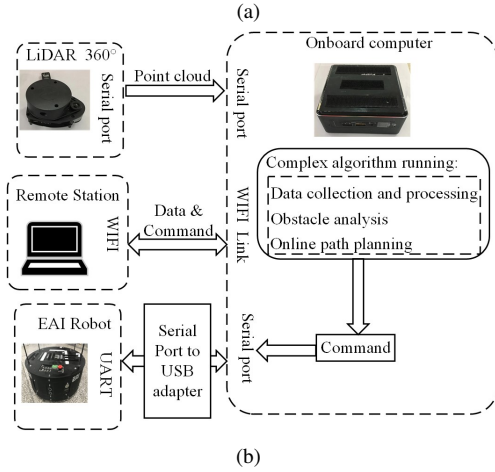 (a)
LiDAR 360°
Serial port
Point cloud
Serial port
Onboard computer
Complex algorithm running:
Data collection and processing
Obstacle analysis
Online path planning
Remote Station
WIFI
Data &
Command
WIFI Link
EAI Robot
UART
Serial
Port to
USB
adapter
Serial port
Command
(b)